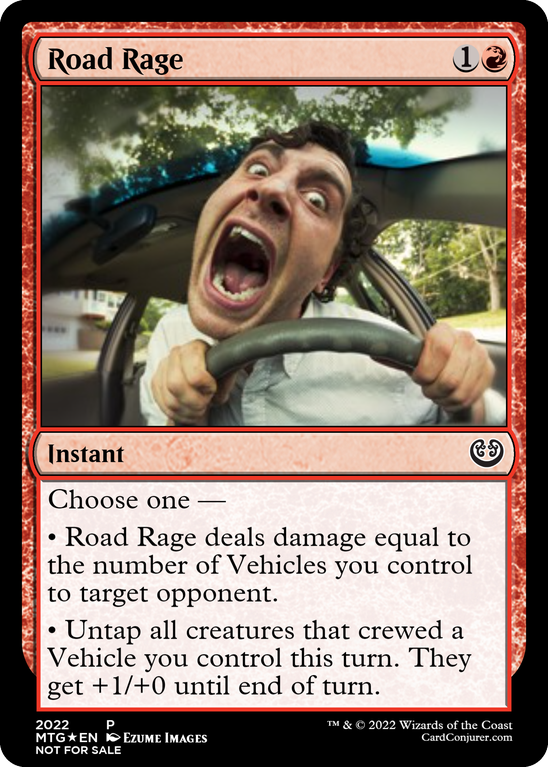 Road Rage 1
Instant
Choose one —
• Road Rage deals damage equal to
the number of Vehicles you control
to target opponent.
• Untap all creatures that crewed a
Vehicle you control this turn. They
get +1/+0 until end of turn.
2022 P
MTG★EN Ezume Images
NOT FOR SALE
™ & © 2022 Wizards of the Coast
CardConjurer.com